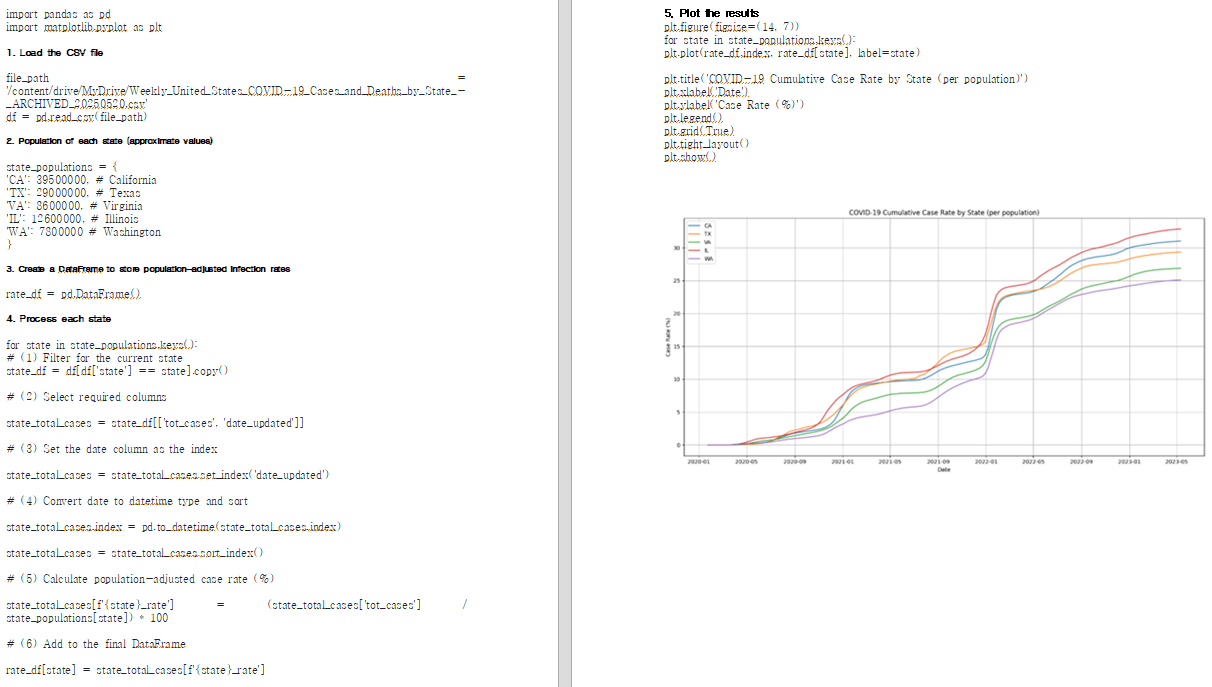 import pandas as pd
import matplotlib.pyplot as plt
1. Load the CSV file
file_path =
'/content/drive/MyDrive/Weekly_United_States_COVID-19_Cases_and_Deaths_by_State_-
_ARCHIVED_20250520.csv'
df = pd.read_csv(file_path)
2. Population of each state (approximate values)
state_populations = {
'CA': 39500000, # California
'TX': 29000000, # Texas
'VA': 8600000, # Virginia
'IL': 12600000, # Illinois
'WA': 7800000 # Washington
}
3. Create a DataFrame to store population-adjusted infection rates
rate_df = pd.DataFrame()
4. Process each state
for state in state_populations.keys():
# (1) Filter for the current state
state_df = df[df['state'] == state].copy()
# (2) Select required columns
state_total_cases = state_df[['tot_cases', 'date_updated']]
# (3) Set the date column as the index
state_total_cases = state_total_cases.set_index('date_updated')
# (4) Convert date to datetime type and sort
state_total_cases.index = pd.to_datetime(state_total_cases.index)
state_total_cases = state_total_cases.sort_index()
# (5) Calculate population-adjusted case rate (%)
state_total_cases[f'{state}_rate'] = (state_total_cases['tot_cases'] /
state_populations[state]) * 100
# (6) Add to the final DataFrame
rate_df[state] = state_total_cases[f'{state}_rate']
5. Plot the results
plt.figure(figsize=(14, 7))
for state in state_populations.keys():
plt.plot(rate_df.index, rate_df[state], label=state)
plt.title('COVID-19 Cumulative Case Rate by State (per population)')
plt.xlabel('Date')
plt.ylabel('Case Rate (%)')
plt.legend()
plt.grid(True)
plt.tight_layout()
plt.show()
COVID-19 Cumulative Case Rate by State (per population)
CA
TX
VA
IL
WA
30
25
20
15
10
5
0
Case Rate (%)
2020-01 2020-05 2020-09 2021-01 2021-05 2021-09 2022-01 2022-05 2022-09 2023-01 2023-05
Date